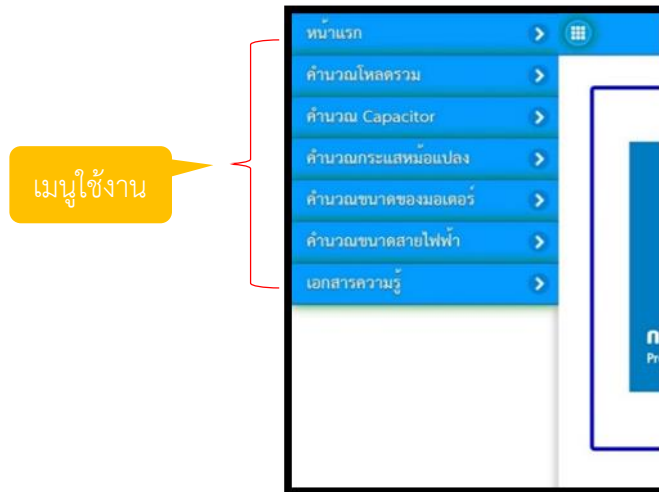 หน้าแรก
คำนวณโหลดรวม
คำนวณ Capacitor
คำนวณกระแสหม้อแปลง
คำนวณขนาดของมอเตอร์
คำนวณขนาดสายไฟฟ้า
เอกสารความรู้
เมนูใช้งาน